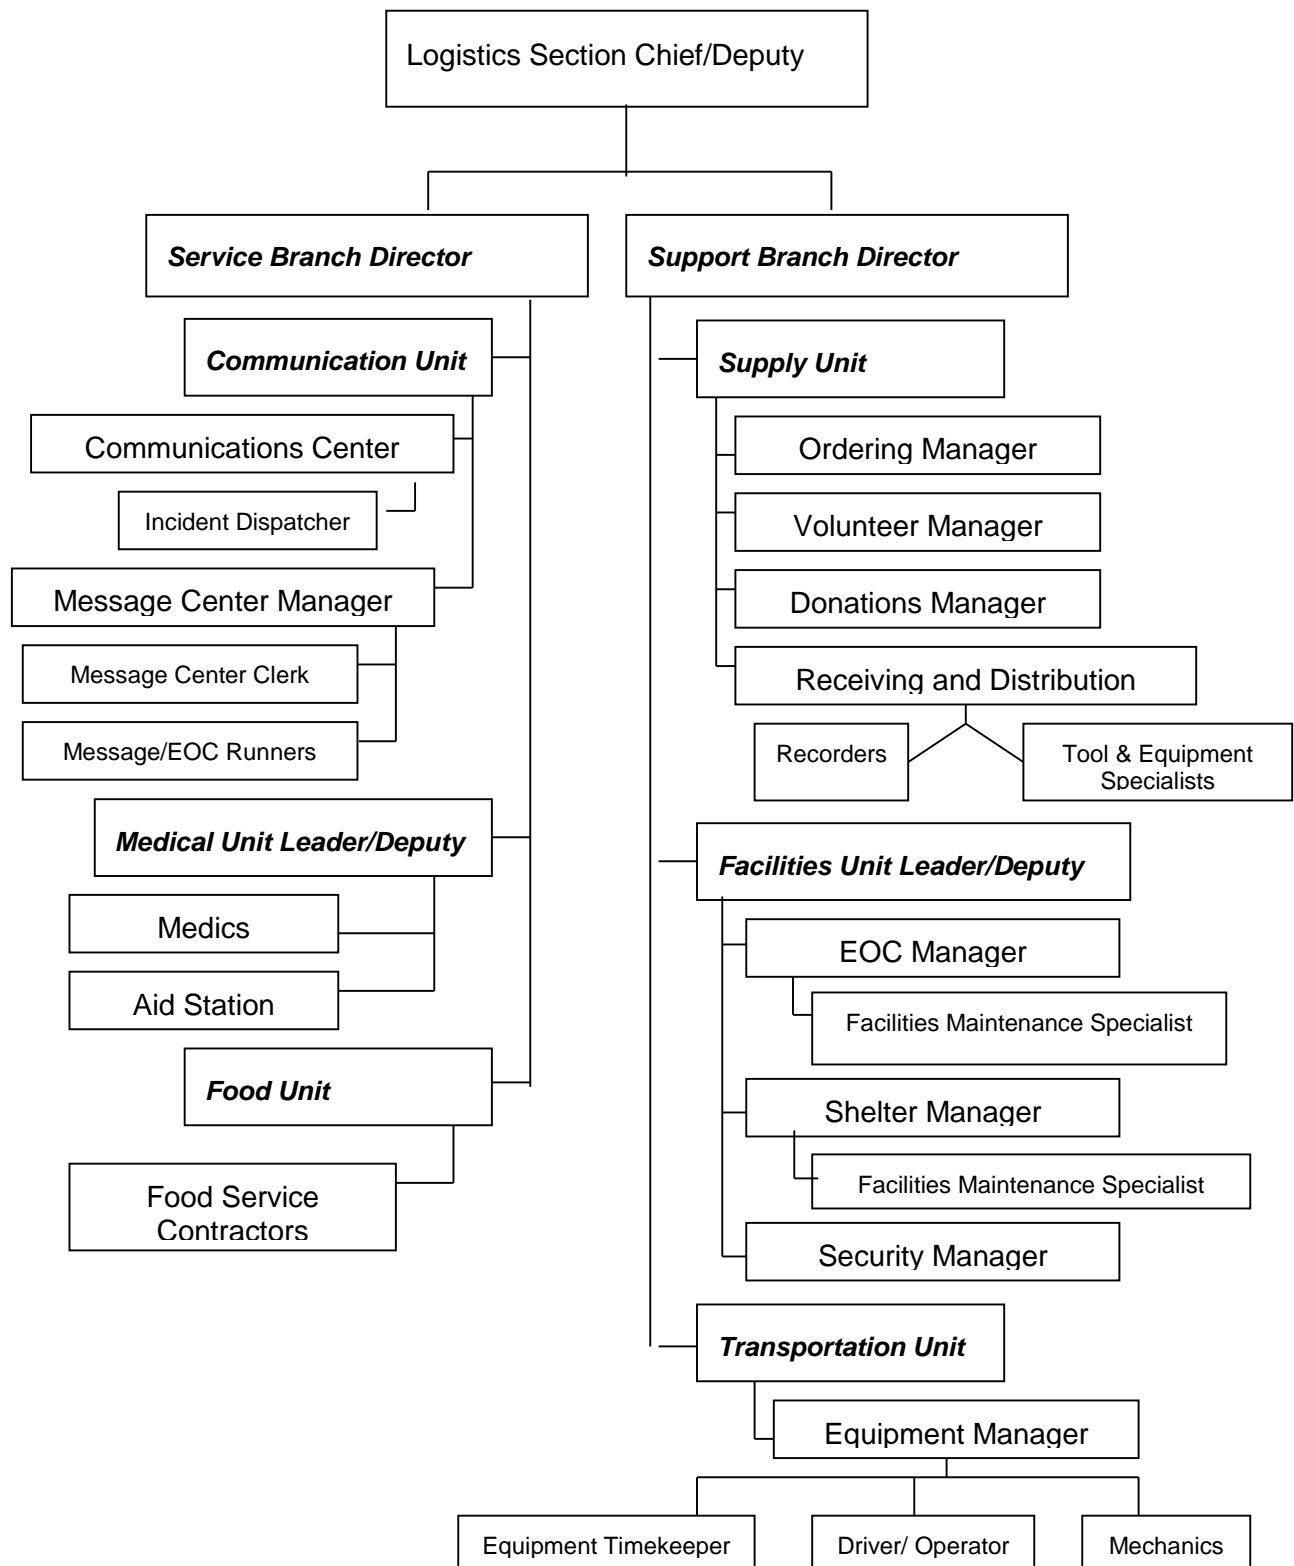 Logistics Section Chief/Deputy
Service Branch Director
Support Branch Director
Communication Unit
Communications Center
Incident Dispatcher
Message Center Manager
Message Center Clerk
Message/EOC Runners
Medical Unit Leader/Deputy
Medics
Aid Station
Food Unit
Food Service
Contractors
Supply Unit
Ordering Manager
Volunteer Manager
Donations Manager
Receiving and Distribution
Recorders
Tool & Equipment
Specialists
Facilities Unit Leader/Deputy
EOC Manager
Facilities Maintenance Specialist
Shelter Manager
Facilities Maintenance Specialist
Security Manager
Transportation Unit
Equipment Manager
Equipment Timekeeper
Driver/ Operator
Mechanics